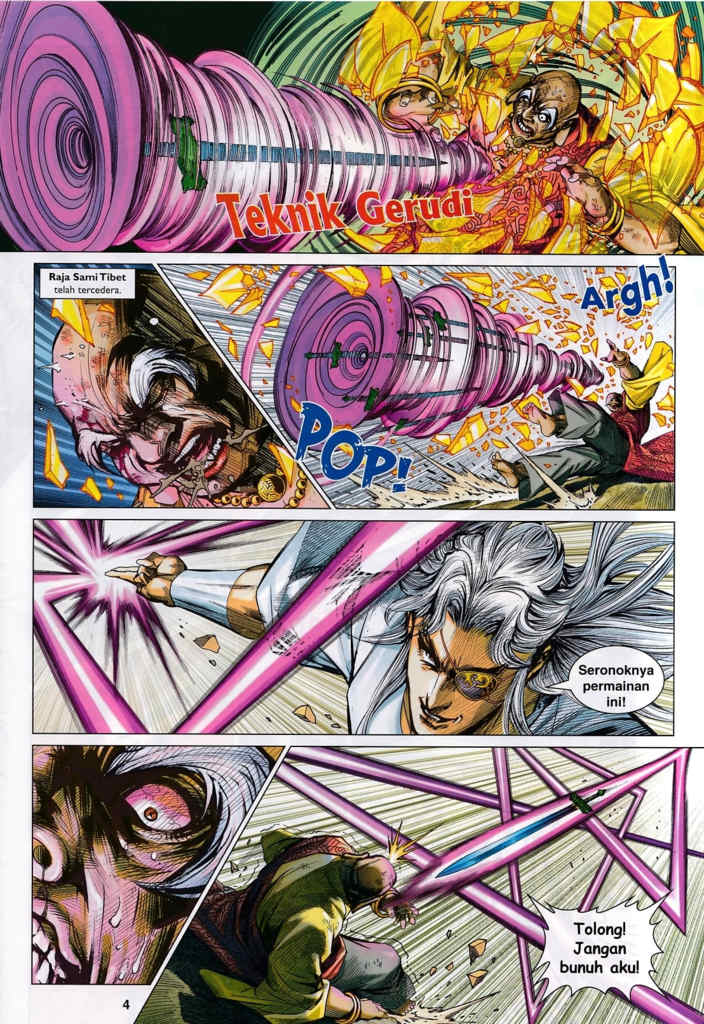 Teknik Gerudi
Raja Sami Tibet
telah tercedera.
Argh!
POP!
Seronoknya
permainan
ini!
Tolong!
Jangan
bunuh aku!
4